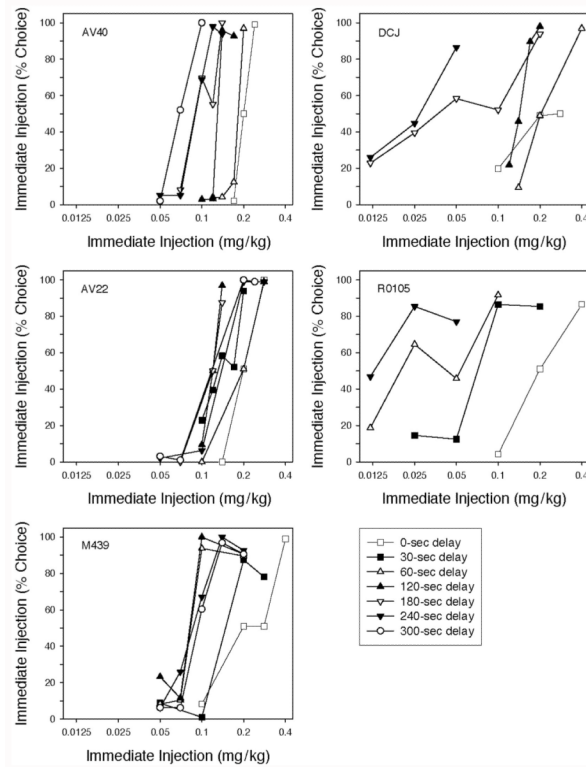 AV40
Immediate Injection (% Choice)
100
80
60
40
20
0
0.0125 0.025 0.05 0.1 0.2 0.4
Immediate Injection (mg/kg)
DCJ
Immediate Injection (% Choice)
100
80
60
40
20
0
0.0125 0.025 0.05 0.1 0.2 0.4
Immediate Injection (mg/kg)
AV22
Immediate Injection (% Choice)
100
80
60
40
20
0
0.0125 0.025 0.05 0.1 0.2 0.4
Immediate Injection (mg/kg)
R0105
Immediate Injection (% Choice)
100
80
60
40
20
0
0.0125 0.025 0.05 0.1 0.2 0.4
Immediate Injection (mg/kg)
M439
Immediate Injection (% Choice)
100
80
60
40
20
0
0.0125 0.025 0.05 0.1 0.2 0.4
Immediate Injection (mg/kg)
0-sec delay
30-sec delay
60-sec delay
120-sec delay
180-sec delay
240-sec delay
300-sec delay